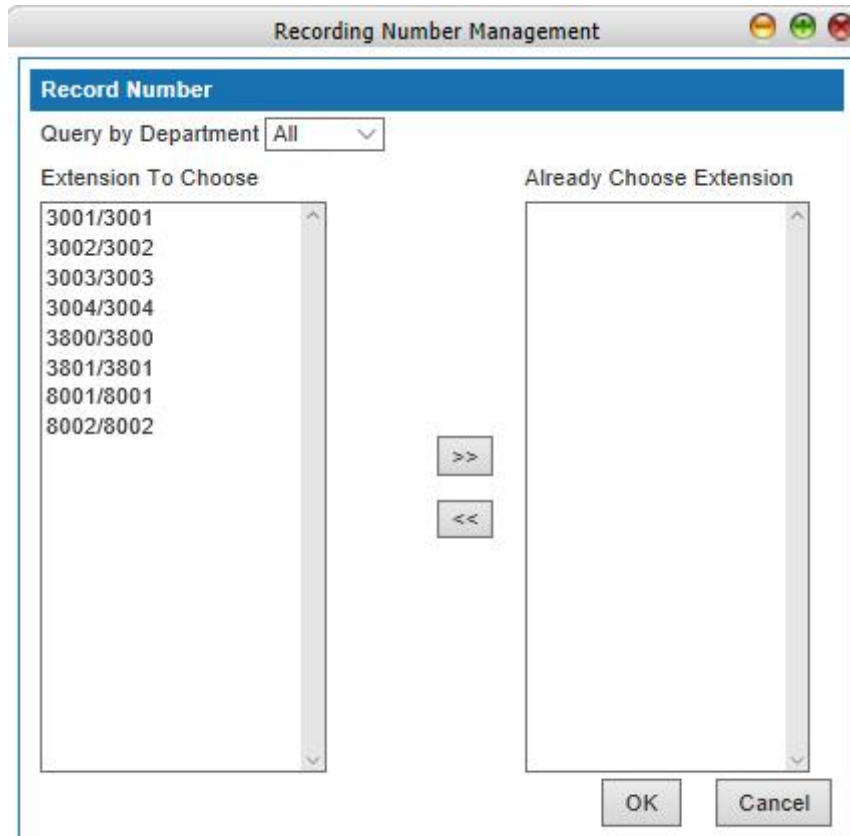 Recording Number Management
Record Number
Query by Department All
Extension To Choose
Already Choose Extension
3001/3001
3002/3002
3003/3003
3004/3004
3800/3800
3801/3801
8001/8001
8002/8002
>>
<<
OK
Cancel